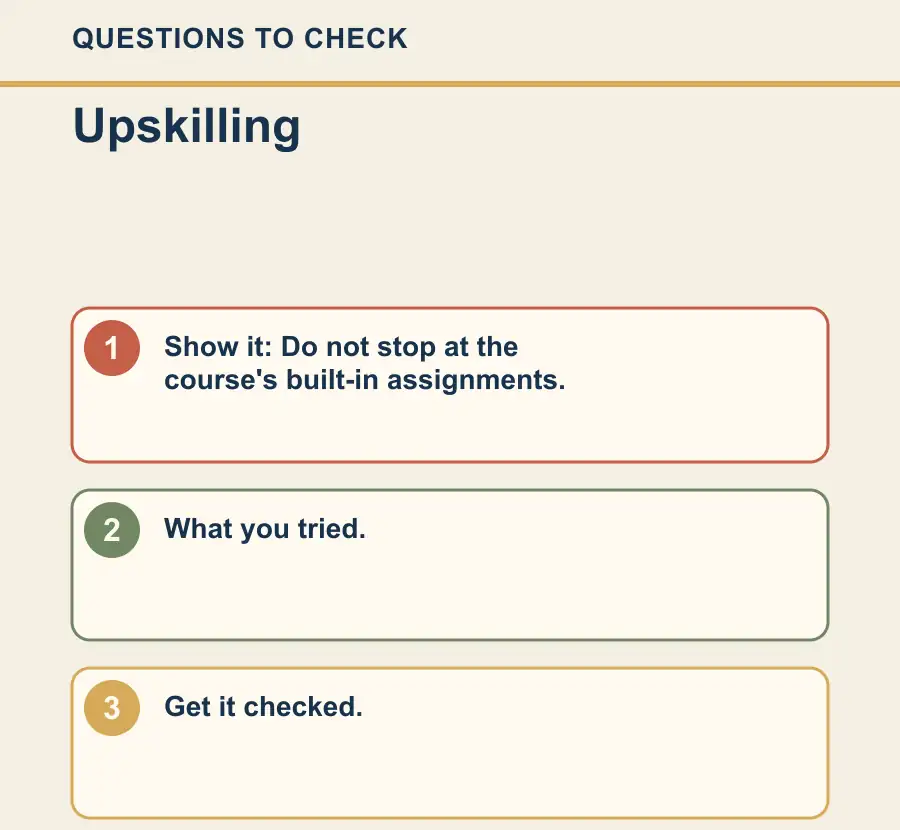 QUESTIONS TO CHECK
Upskilling
1
Show it: Do not stop at the
course's built-in assignments.
2
What you tried.
3
Get it checked.